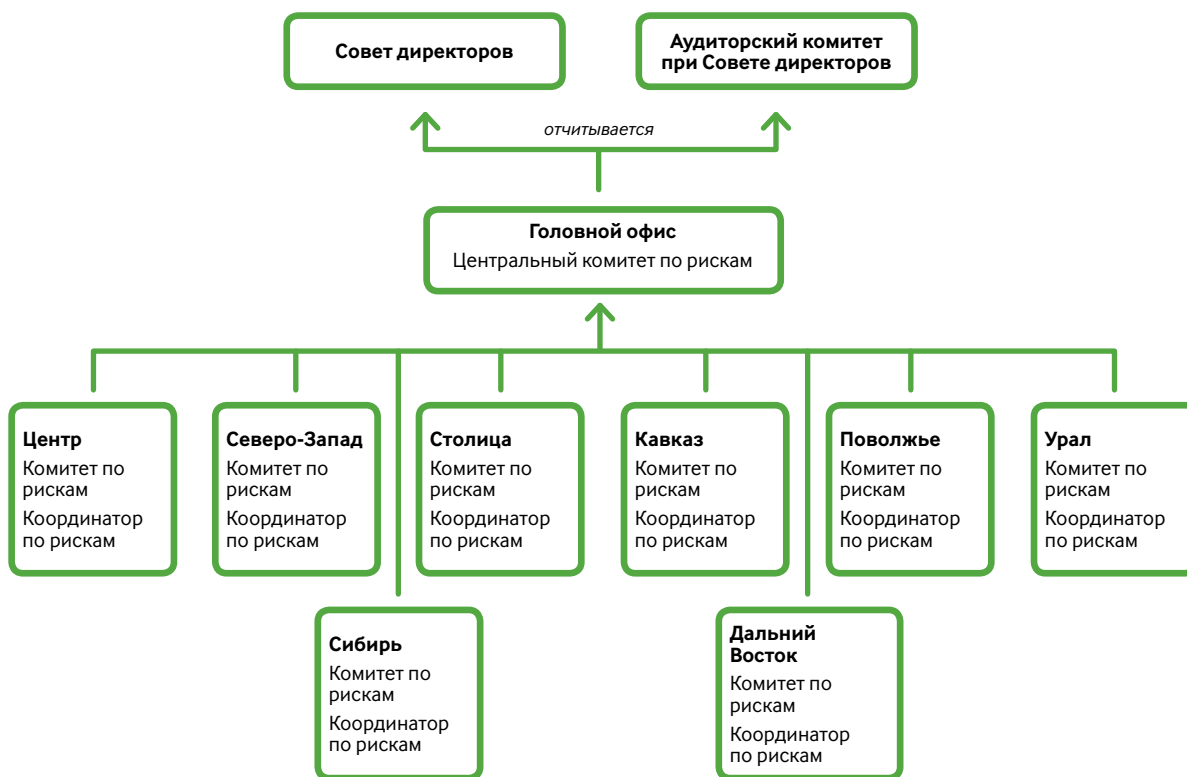 Совет директоров
Аудиторский комитет
при Совете директоров
отчитывается
Головной офис
Центральный комитет по рискам
Центр
Комитет по
рискам
Координатор
по рискам
Северо-Запад
Комитет по
рискам
Координатор
по рискам
Столица
Комитет по
рискам
Координатор
по рискам
Кавказ
Комитет по
рискам
Координатор
по рискам
Поволжье
Комитет по
рискам
Координатор
по рискам
Урал
Комитет по
рискам
Координатор
по рискам
Сибирь
Комитет по
рискам
Координатор
по рискам
Дальний
Восток
Комитет по
рискам
Координатор
по рискам